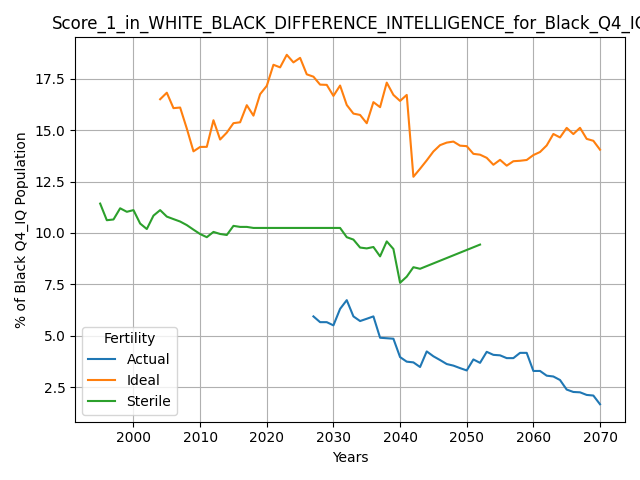 Score_1_in_WHITE_BLACK_DIFFERENCE_INTELLIGENCE_for_Black_Q4_IQ
% of Black Q4_IQ Population
17.5
15.0
12.5
10.0
7.5
5.0
2.5
Fertility
Actual
Ideal
Sterile
2000 2010 2020 2030 2040 2050 2060 2070
Years